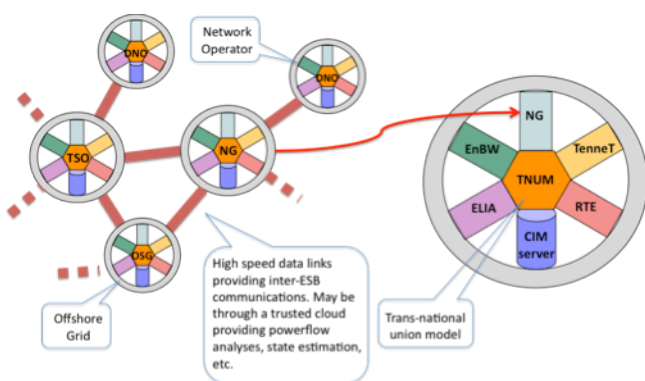 DNO
Network
Operator
DNO
TSO
NG
OSG
Offshore
Grid
High speed data links
providing inter-ESB
communications. May be
through a trusted cloud
providing powerflow
analyses, state estimation,
etc.
NG
EnBW
TenneT
TNUM
ELIA
RTE
CIM
server
Trans-national
union model